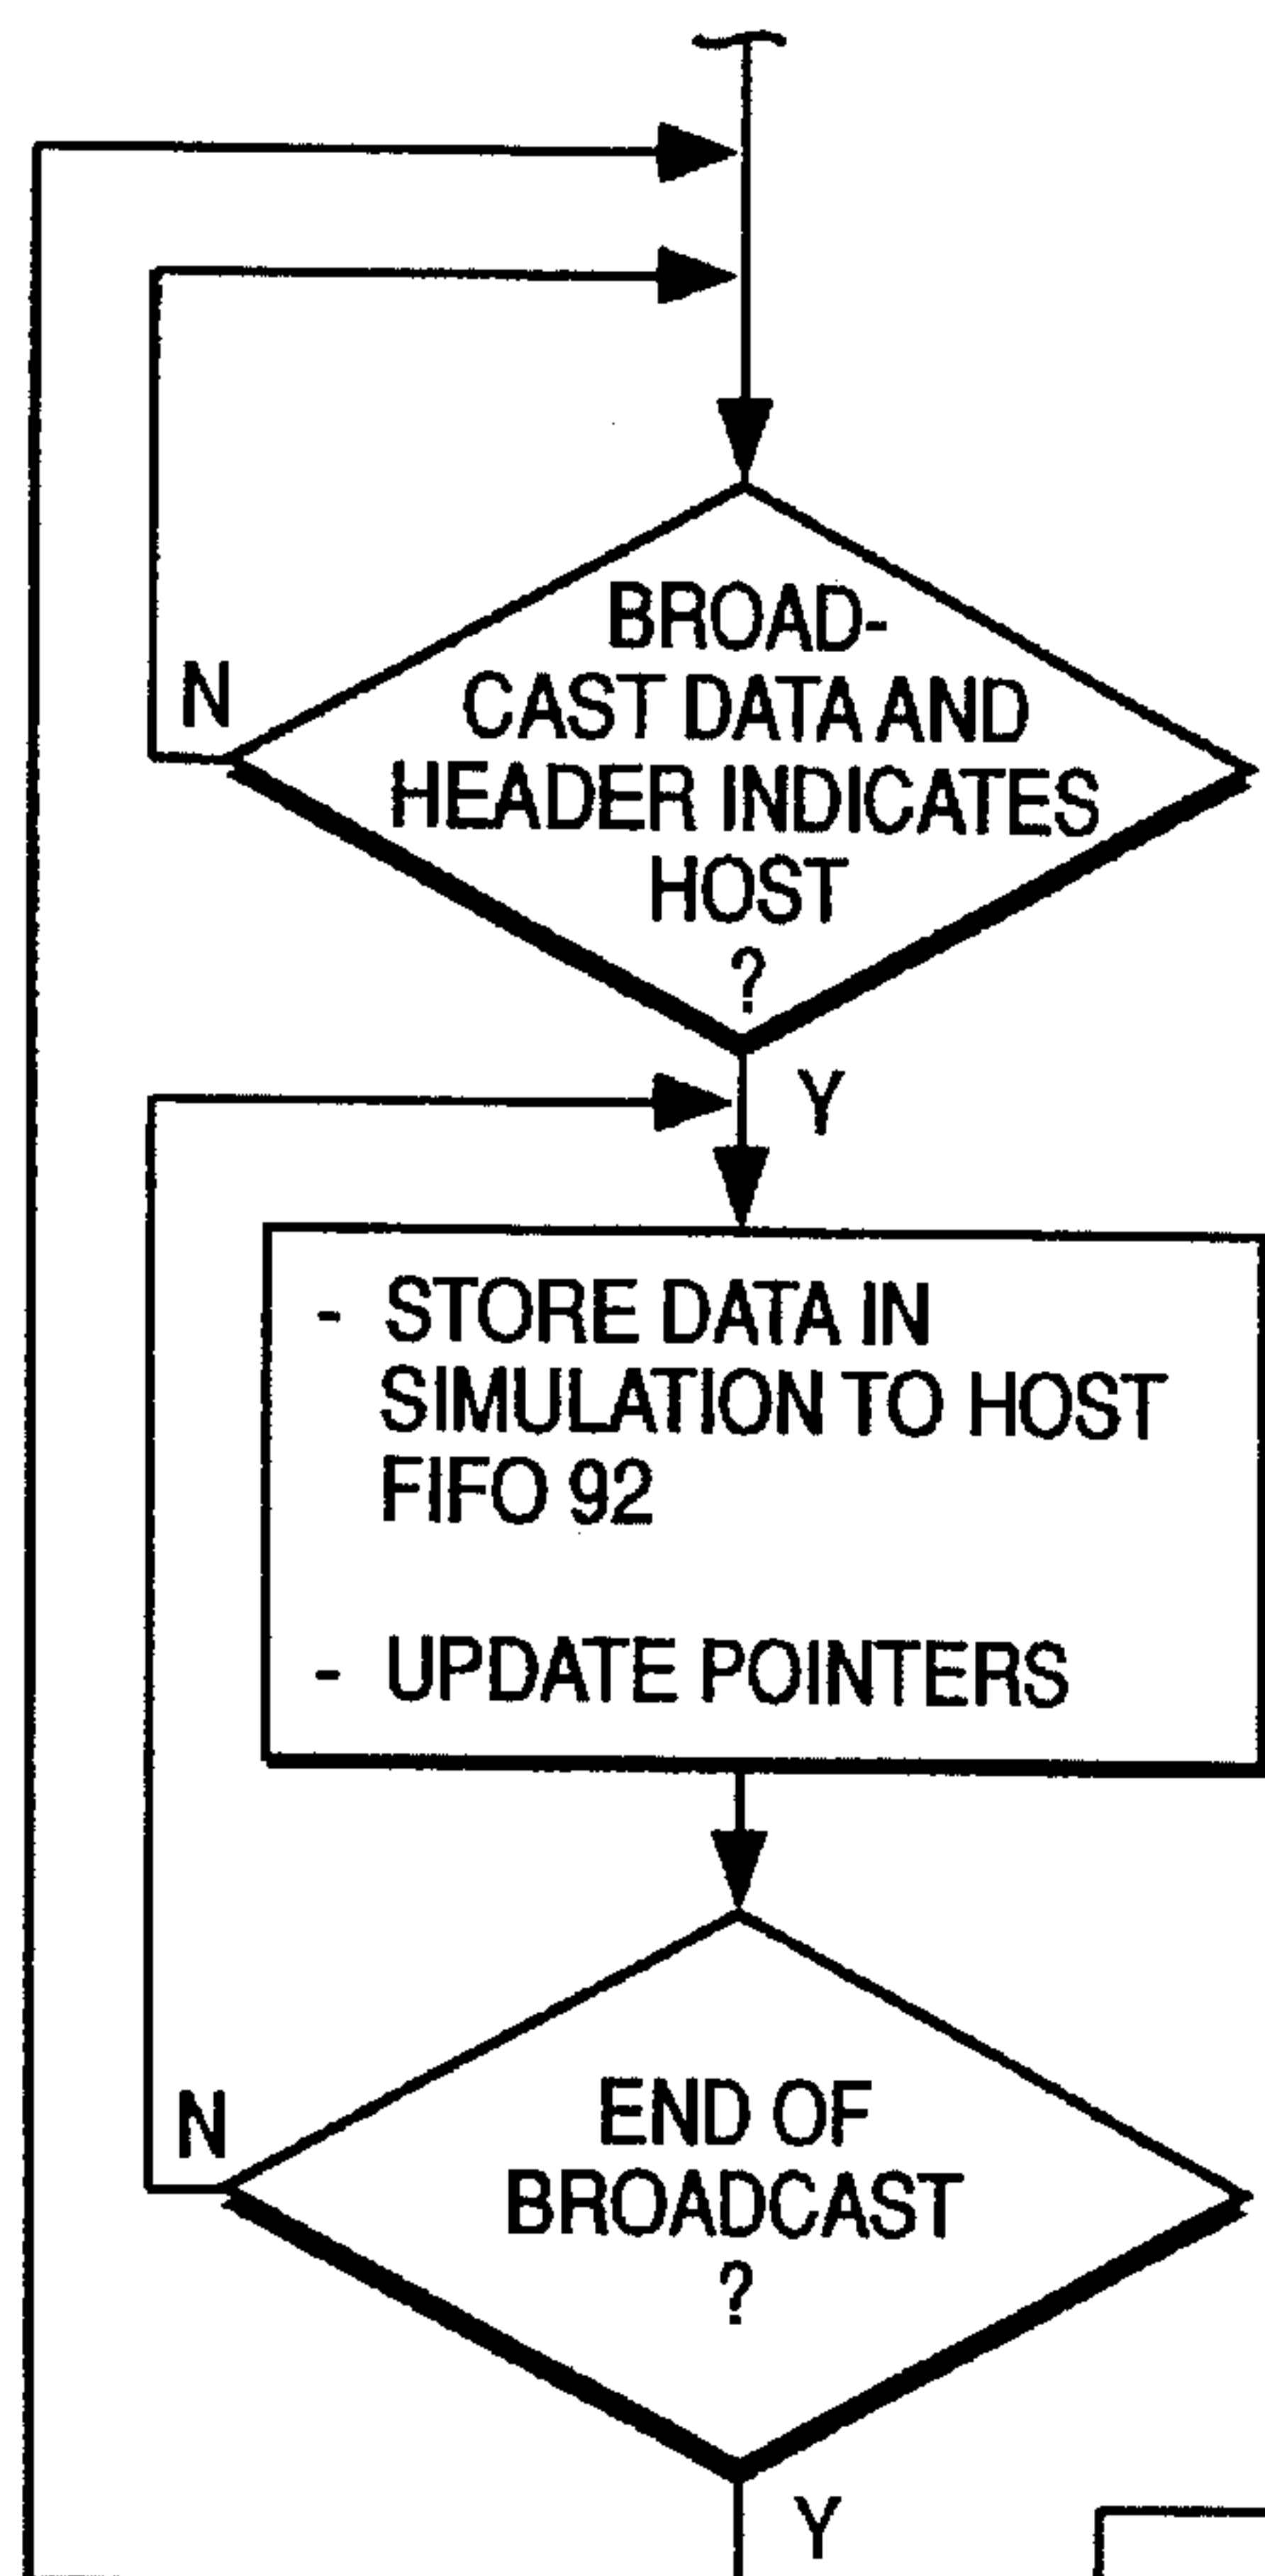 BROAD-
CAST DATA AND
HEADER INDICATES
HOST
?
N
Y
- STORE DATA IN
SIMULATION TO HOST
FIFO 92
- UPDATE POINTERS
END OF
BROADCAST
?
N
Y